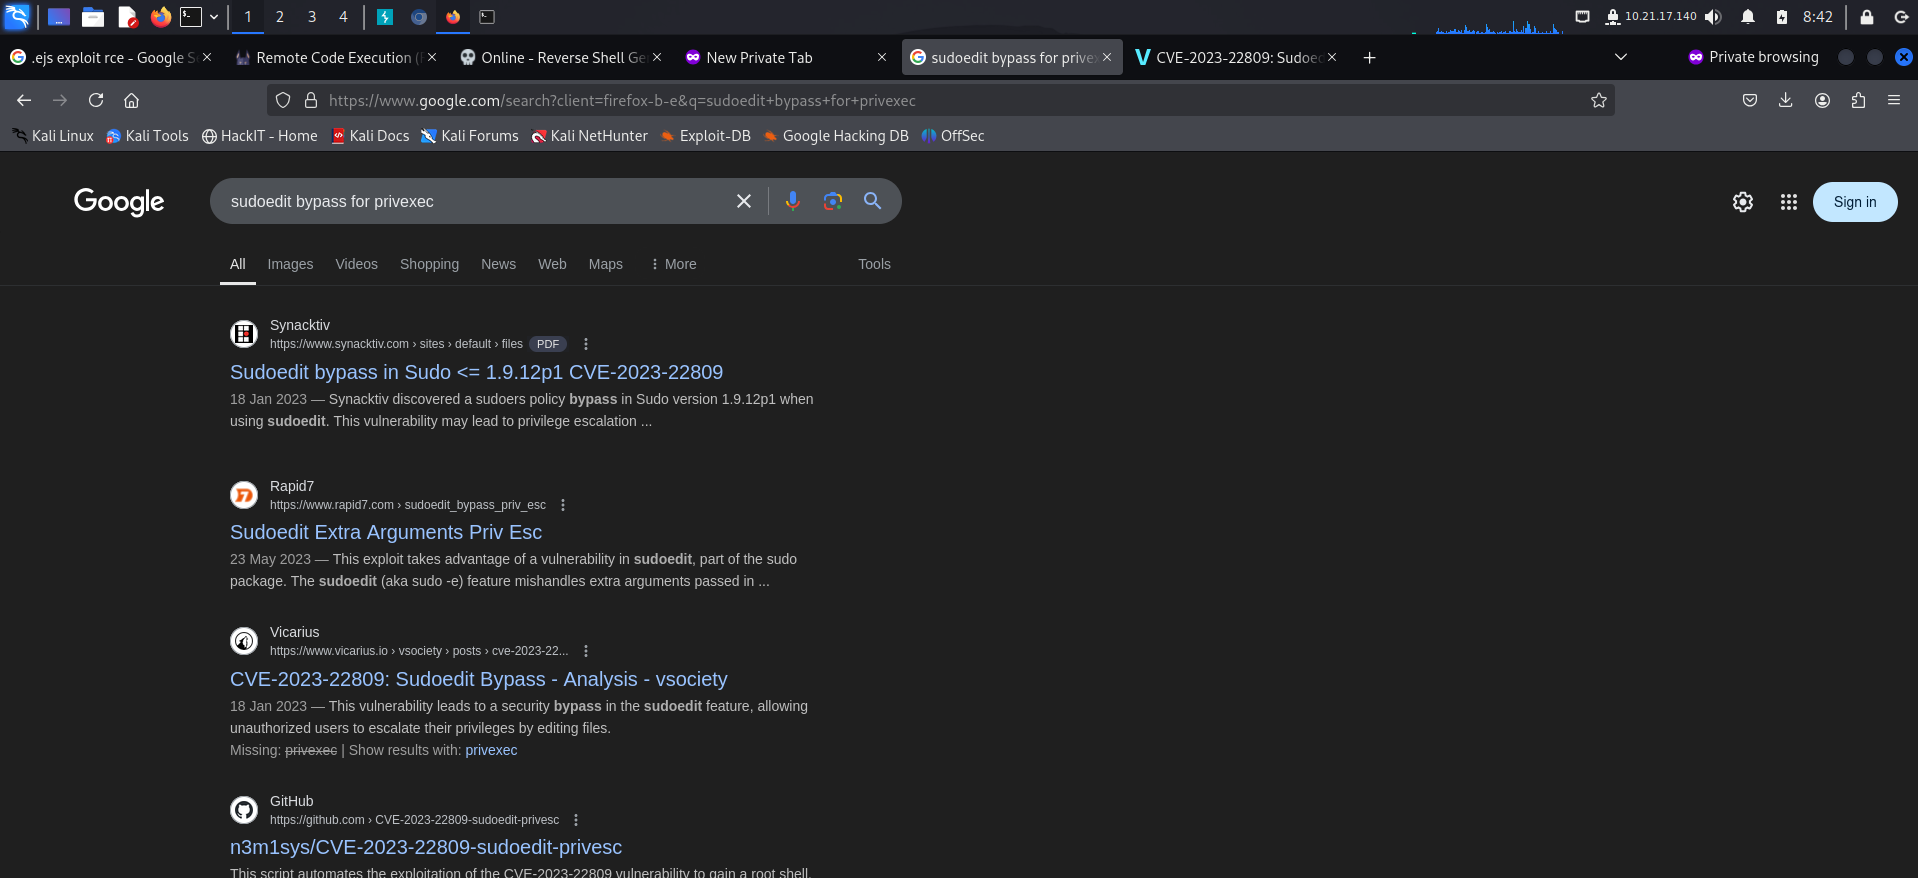 1 2 3 4 10.21.17.140 8:42
.ejs exploit rce - Google S Remote Code Execution ( Online - Reverse Shell Ge New Private Tab sudoedit bypass for prive CVE-2023-22809: Sudoed Private browsing
https://www.google.com/search?client=firefox-b-e&q=sudoedit+bypass+for+privexec
Kali Linux Kali Tools HackIT - Home Kali Docs Kali Forums Kali NetHunter Exploit-DB Google Hacking DB OffSec
Google sudoedit bypass for privexec Sign in
All Images Videos Shopping News Web Maps More Tools
Synacktiv
https://www.synacktiv.com › sites › default › files PDF
Sudoedit bypass in Sudo <= 1.9.12p1 CVE-2023-22809
18 Jan 2023 — Synacktiv discovered a sudoers policy bypass in Sudo version 1.9.12p1 when
using sudoedit. This vulnerability may lead to privilege escalation ...
Rapid7
https://www.rapid7.com › sudoedit_bypass_priv_esc
Sudoedit Extra Arguments Priv Esc
23 May 2023 — This exploit takes advantage of a vulnerability in sudoedit, part of the sudo
package. The sudoedit (aka sudo -e) feature mishandles extra arguments passed in ...
Vicarius
https://www.vicarius.io › vsociety › posts › cve-2023-22...
CVE-2023-22809: Sudoedit Bypass - Analysis - vsociety
18 Jan 2023 — This vulnerability leads to a security bypass in the sudoedit feature, allowing
unauthorized users to escalate their privileges by editing files.
Missing: privexec | Show results with: privexec
GitHub
https://github.com › CVE-2023-22809-sudoedit-privesc
n3m1sys/CVE-2023-22809-sudoedit-privesc
This script automates the exploitation of the CVE-2023-22809 vulnerability to gain a root shell.